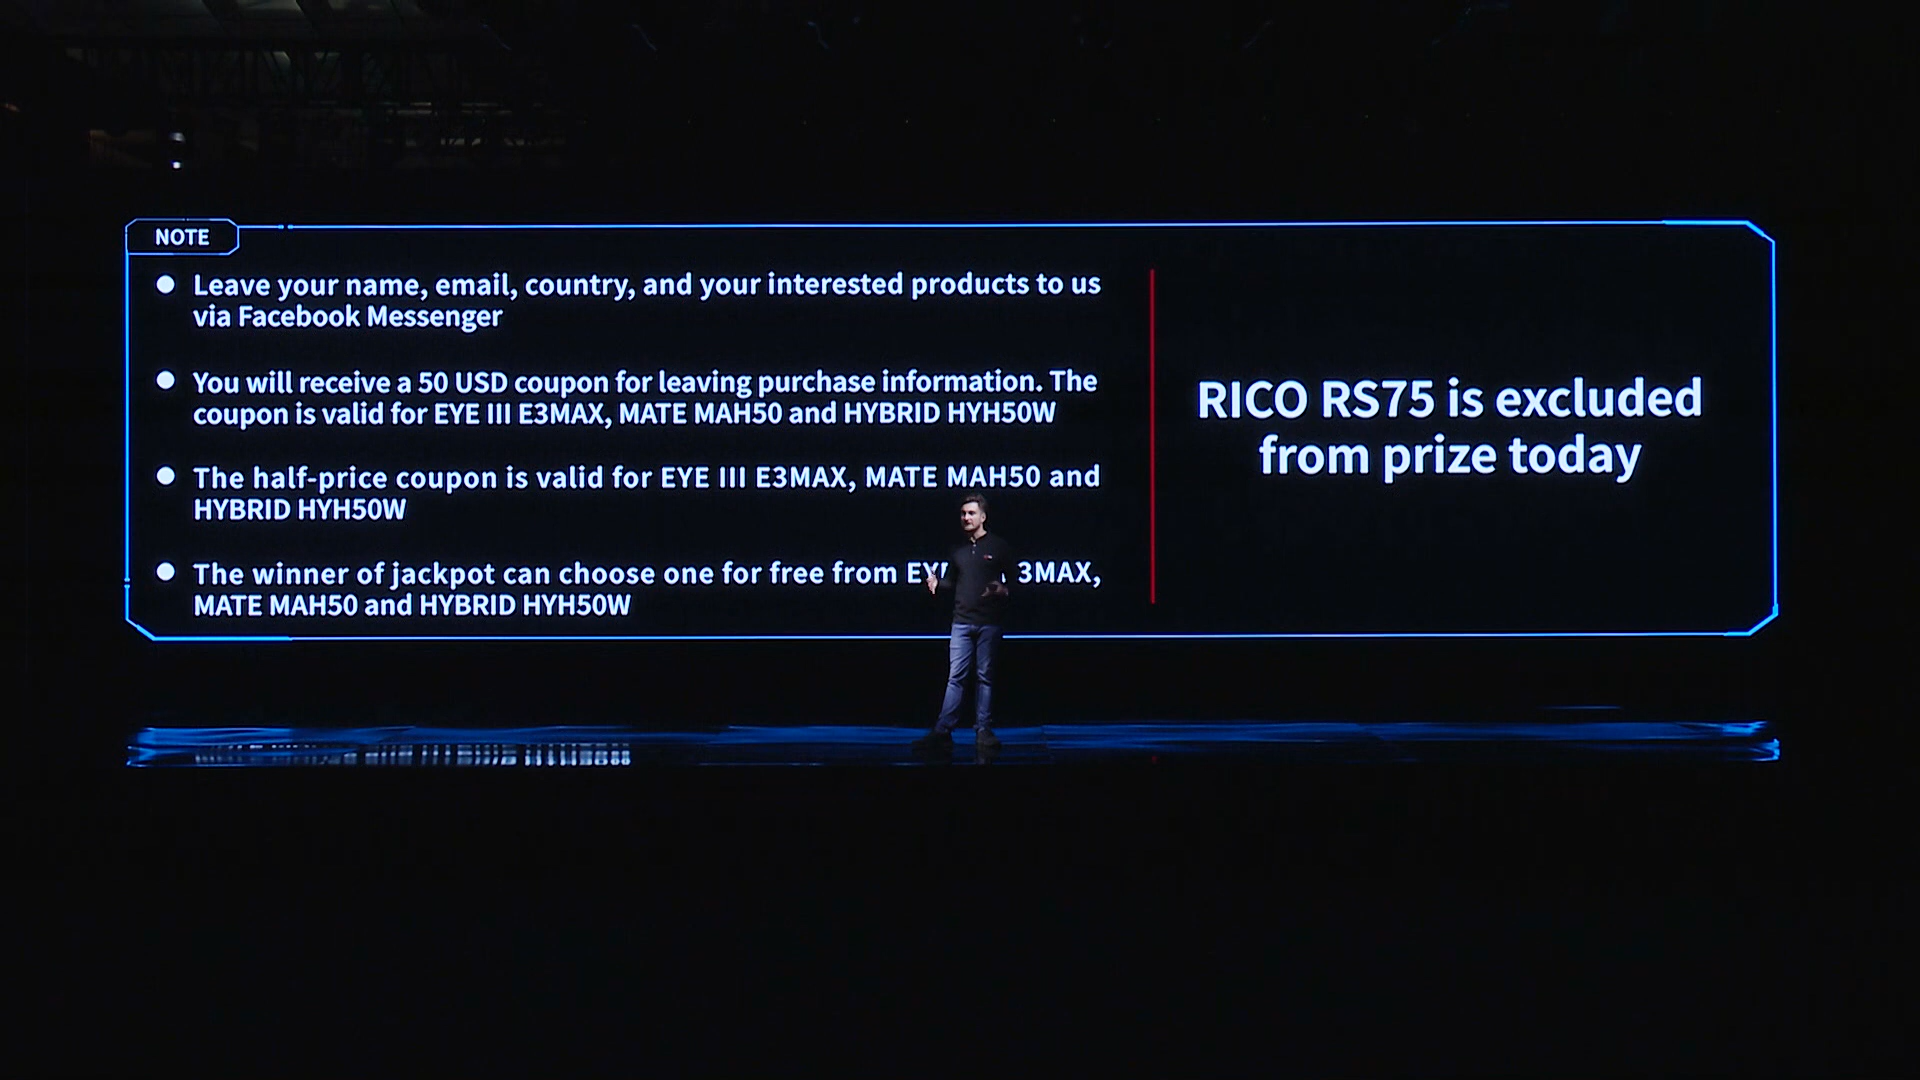 NOTE
Leave your name, email, country, and your interested products to us
via Facebook Messenger
You will receive a 50 USD coupon for leaving purchase information. The
coupon is valid for EYE III E3MAX, MATE MAH50 and HYBRID HYH50W
The half-price coupon is valid for EYE III E3MAX, MATE MAH50 and
HYBRID HYH50W
The winner of jackpot can choose one for free from 3MAX,
MATE MAH50 and HYBRID HYH50W
RICO RS75 is excluded
from prize today